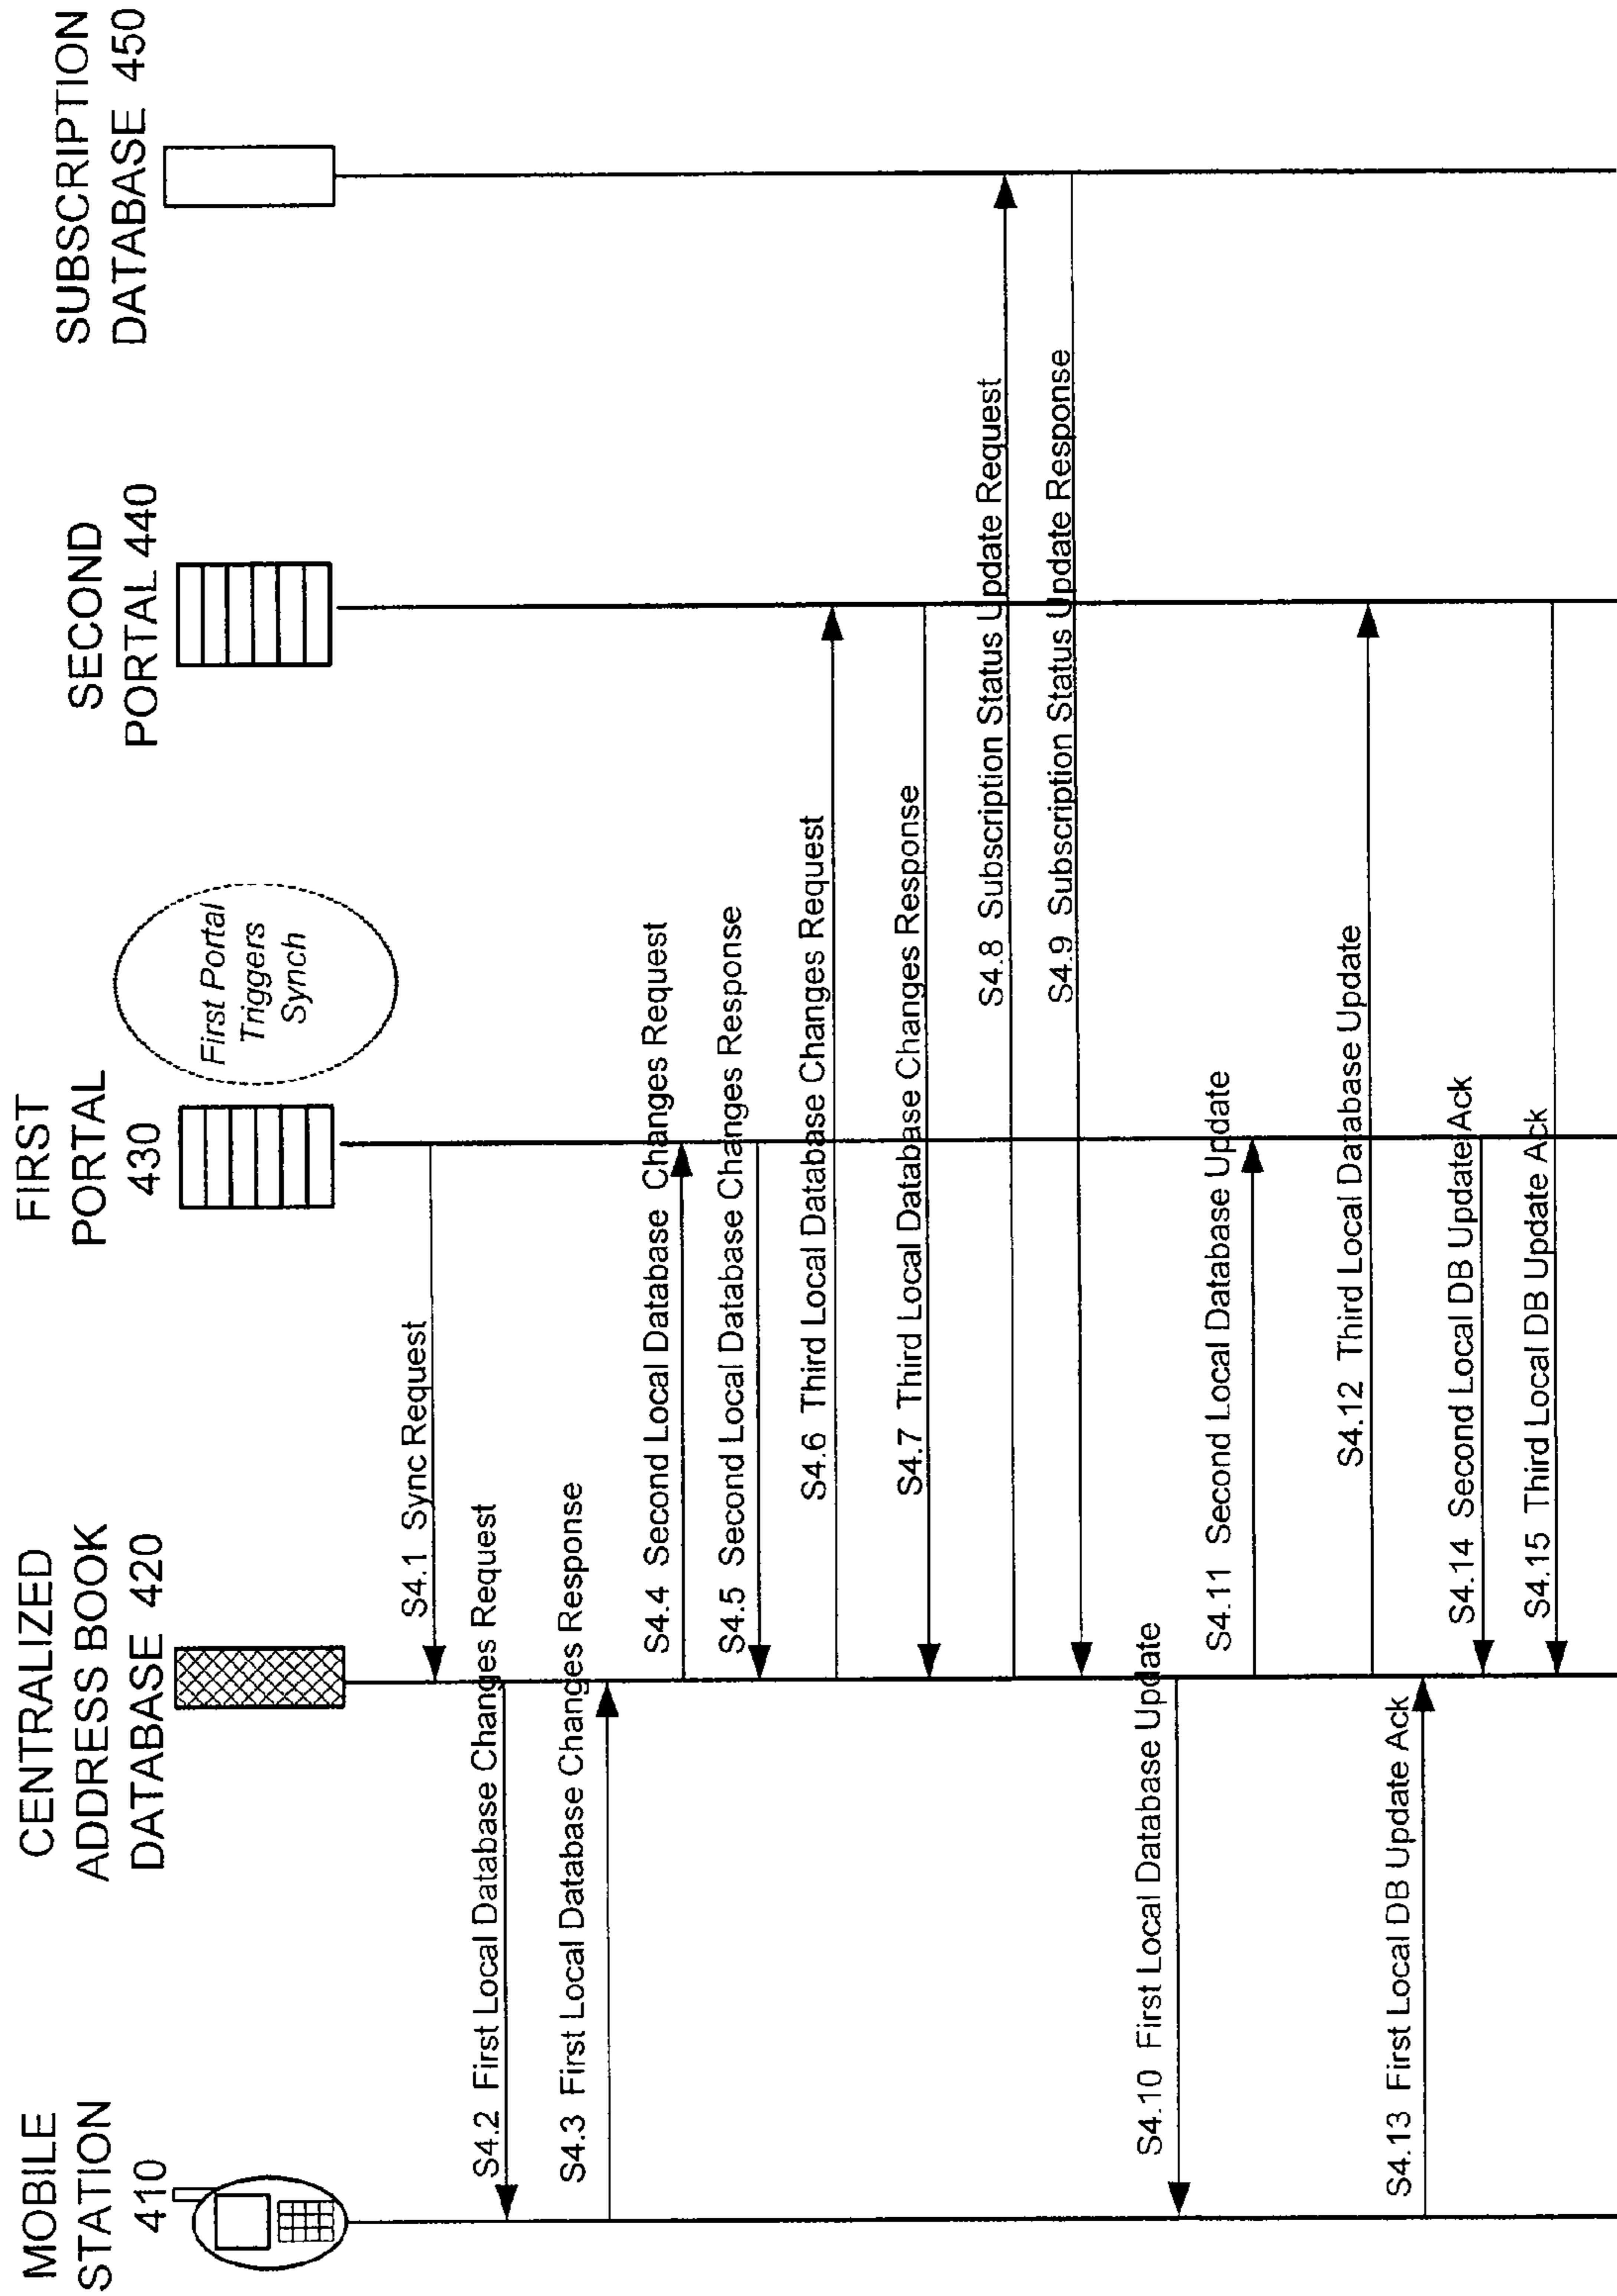 MOBILE
STATION
410
CENTRALIZED
ADDRESS BOOK
DATABASE 420
FIRST
PORTAL
430
SECOND
PORTAL 440
SUBSCRIPTION
DATABASE 450
First Portal
Triggers
Synch
S4.1 Sync Request
S4.2 First Local Database Changes Request
S4.3 First Local Database Changes Response
S4.4 Second Local Database Changes Request
S4.5 Second Local Database Changes Response
S4.6 Third Local Database Changes Request
S4.7 Third Local Database Changes Response
S4.8 Subscription Status Update Request
S4.9 Subscription Status Update Response
S4.10 First Local Database Update
S4.11 Second Local Database Update
S4.12 Third Local Database Update
S4.13 First Local DB Update Ack
S4.14 Second Local DB Update Ack
S4.15 Third Local DB Update Ack